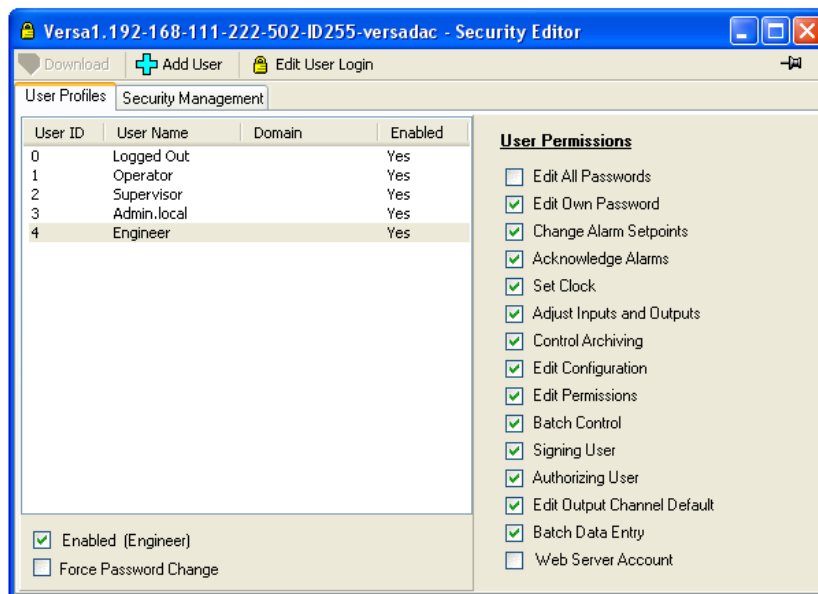 Versa1.192-168-111-222-502-ID255-versadac - Security Editor
Download Add User Edit User Login
User Profiles Security Management
User ID User Name Domain Enabled
0 Logged Out Yes
1 Operator Yes
2 Supervisor Yes
3 Admin.local Yes
4 Engineer Yes
Enabled (Engineer)
Force Password Change
User Permissions
Edit All Passwords
Edit Own Password
Change Alarm Setpoints
Acknowledge Alarms
Set Clock
Adjust Inputs and Outputs
Control Archiving
Edit Configuration
Edit Permissions
Batch Control
Signing User
Authorizing User
Edit Output Channel Default
Batch Data Entry
Web Server Account